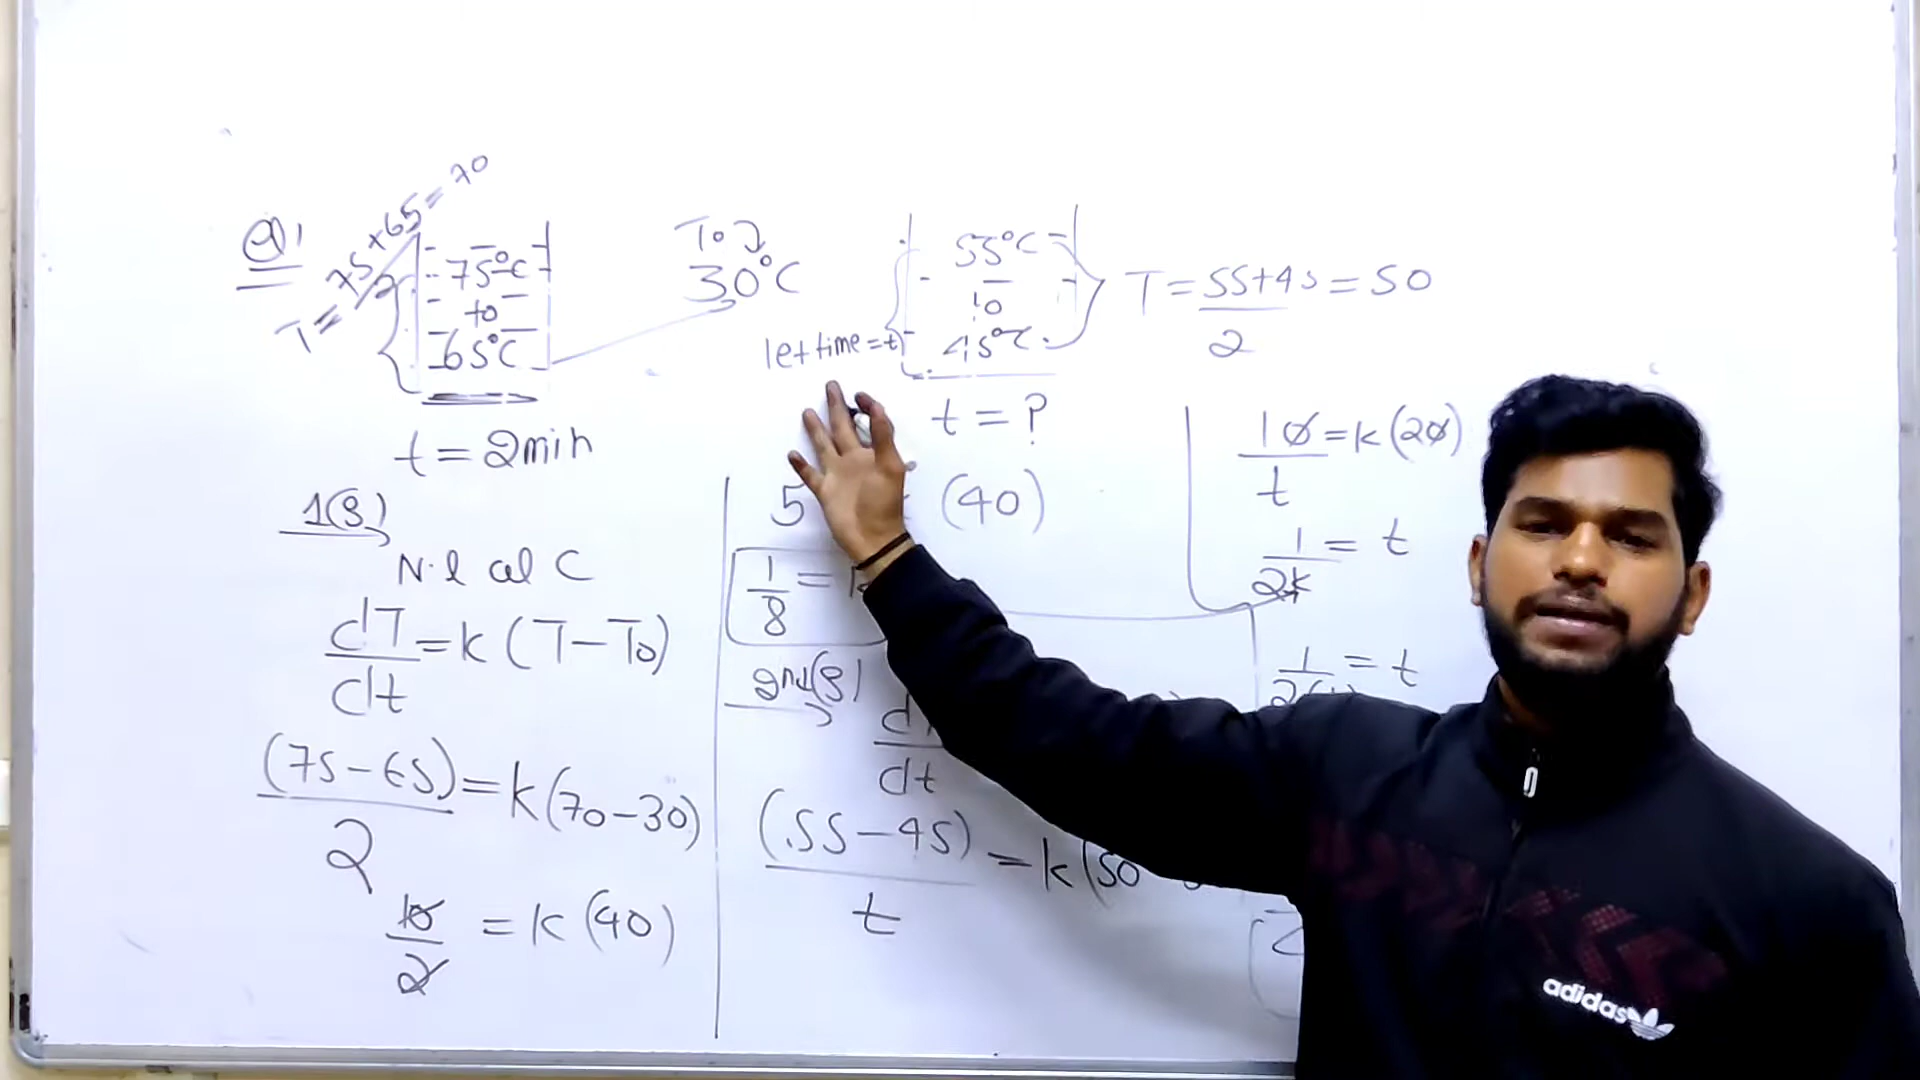 Q1
T = 75+65/2 = 70
75°C
to
65°C
t = 2min
To
30°C
let time = t
55°C
to
45°C
t = ?
T = 55+45/2 = 50
N.l of C
dT/dt = k (T - To)
(75-65)/2 = k(70-30)
10/2 = k (40)
5 (40)
1/8 =
2nd
dt
(55-45)/t = k(50
10/t = k(20)
1/2k = t
= t
adidas